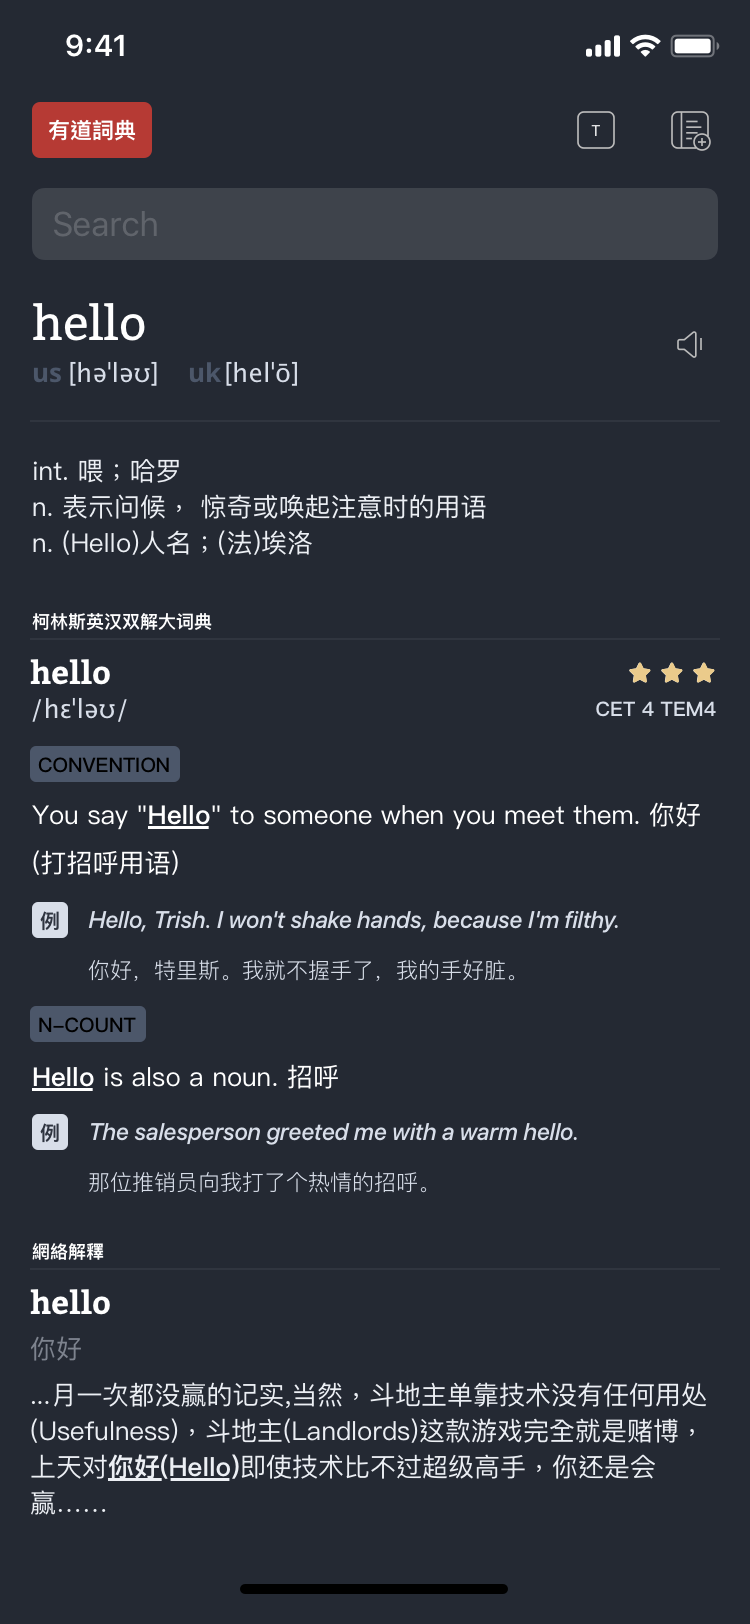 9:41
有道詞典
T
Search
hello
us [hə'ləʊ] uk [hel'ō]
int. 喂；哈罗
n. 表示问候， 惊奇或唤起注意时的用语
n. (Hello)人名；(法)埃洛
柯林斯英汉双解大词典
hello
/hɛˈləʊ/
CET 4 TEM4
CONVENTION
You say "Hello" to someone when you meet them. 你好
(打招呼用语)
例 Hello, Trish. I won't shake hands, because I'm filthy.
你好，特里斯。我就不握手了，我的手好脏。
N-COUNT
Hello is also a noun. 招呼
例 The salesperson greeted me with a warm hello.
那位推销员向我打了个热情的招呼。
網絡解釋
hello
你好
...月一次都没赢的记实,当然，斗地主单靠技术没有任何用处
(Usefulness)，斗地主(Landlords)这款游戏完全就是赌博，
上天对你好(Hello)即使技术比不过超级高手，你还是会
赢……